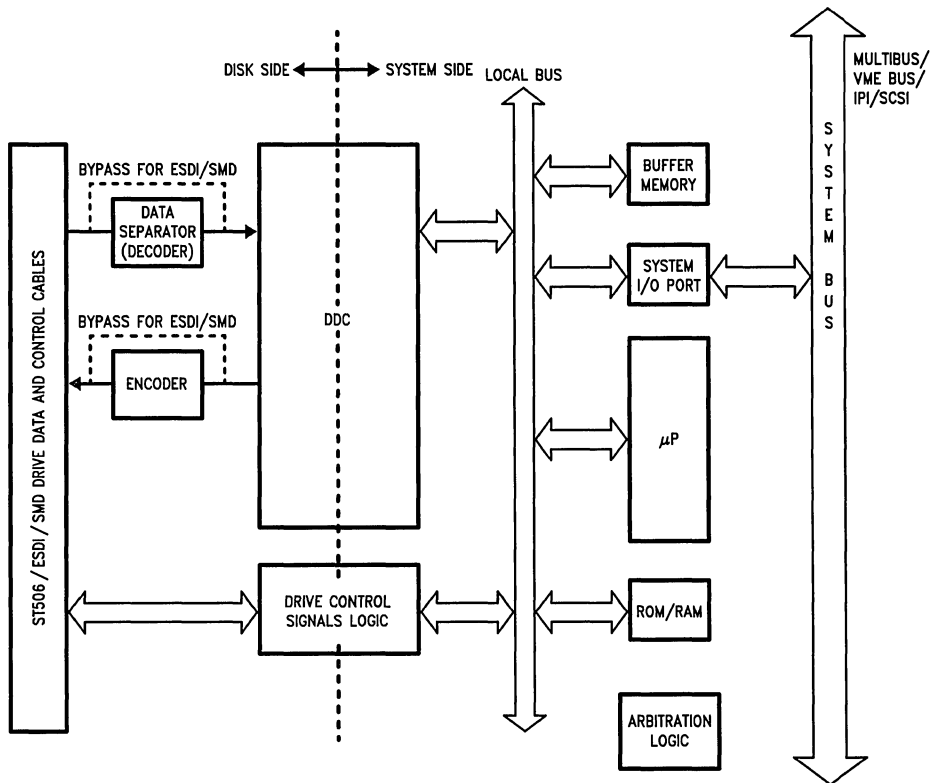 DISK SIDE
SYSTEM SIDE
LOCAL BUS
MULTIBUS/
VME BUS/
IPI/SCSI
SYSTEM BUS
ST506/ESDI/SMD DRIVE DATA AND CONTROL CABLES
BYPASS FOR ESDI/SMD
DATA
SEPARATOR
(DECODER)
BYPASS FOR ESDI/SMD
ENCODER
DDC
DRIVE CONTROL
SIGNALS LOGIC
BUFFER
MEMORY
SYSTEM
I/O PORT
μP
ROM/RAM
ARBITRATION
LOGIC